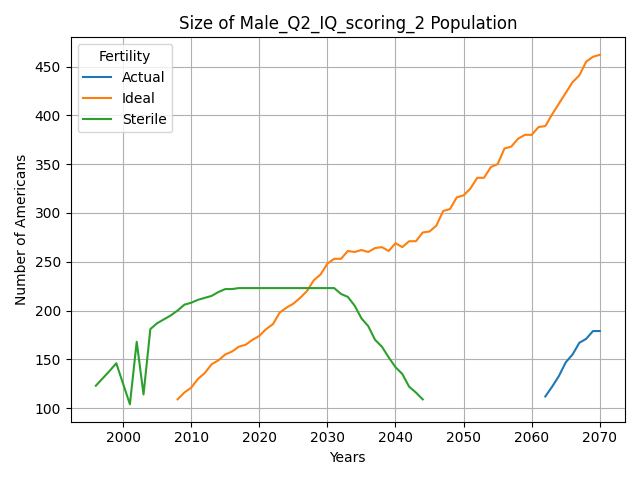 Size of Male_Q2_IQ_scoring_2 Population
Fertility
Actual
Ideal
Sterile
Number of Americans
450
400
350
300
250
200
150
100
2000
2010
2020
2030
2040
2050
2060
2070
Years